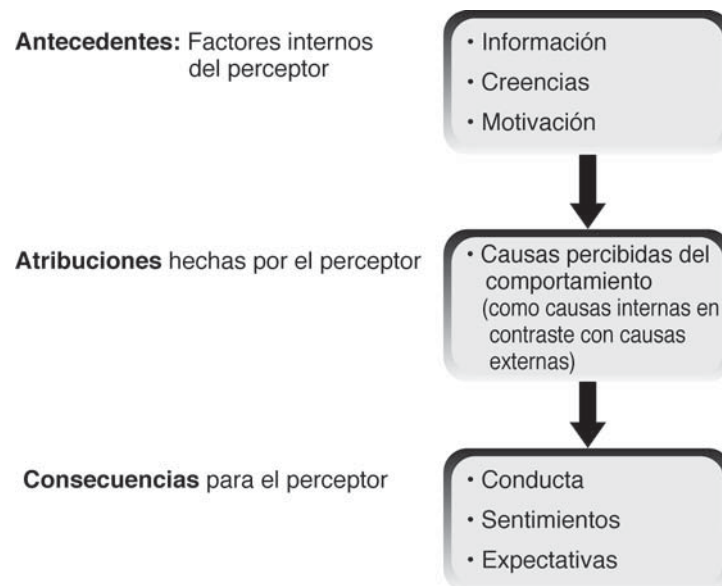 Antecedentes: Factores internos
del perceptor
• Información
• Creencias
• Motivación
Atribuciones hechas por el perceptor
• Causas percibidas del
comportamiento
(como causas internas en
contraste con causas
externas)
Consecuencias para el perceptor
• Conducta
• Sentimientos
• Expectativas